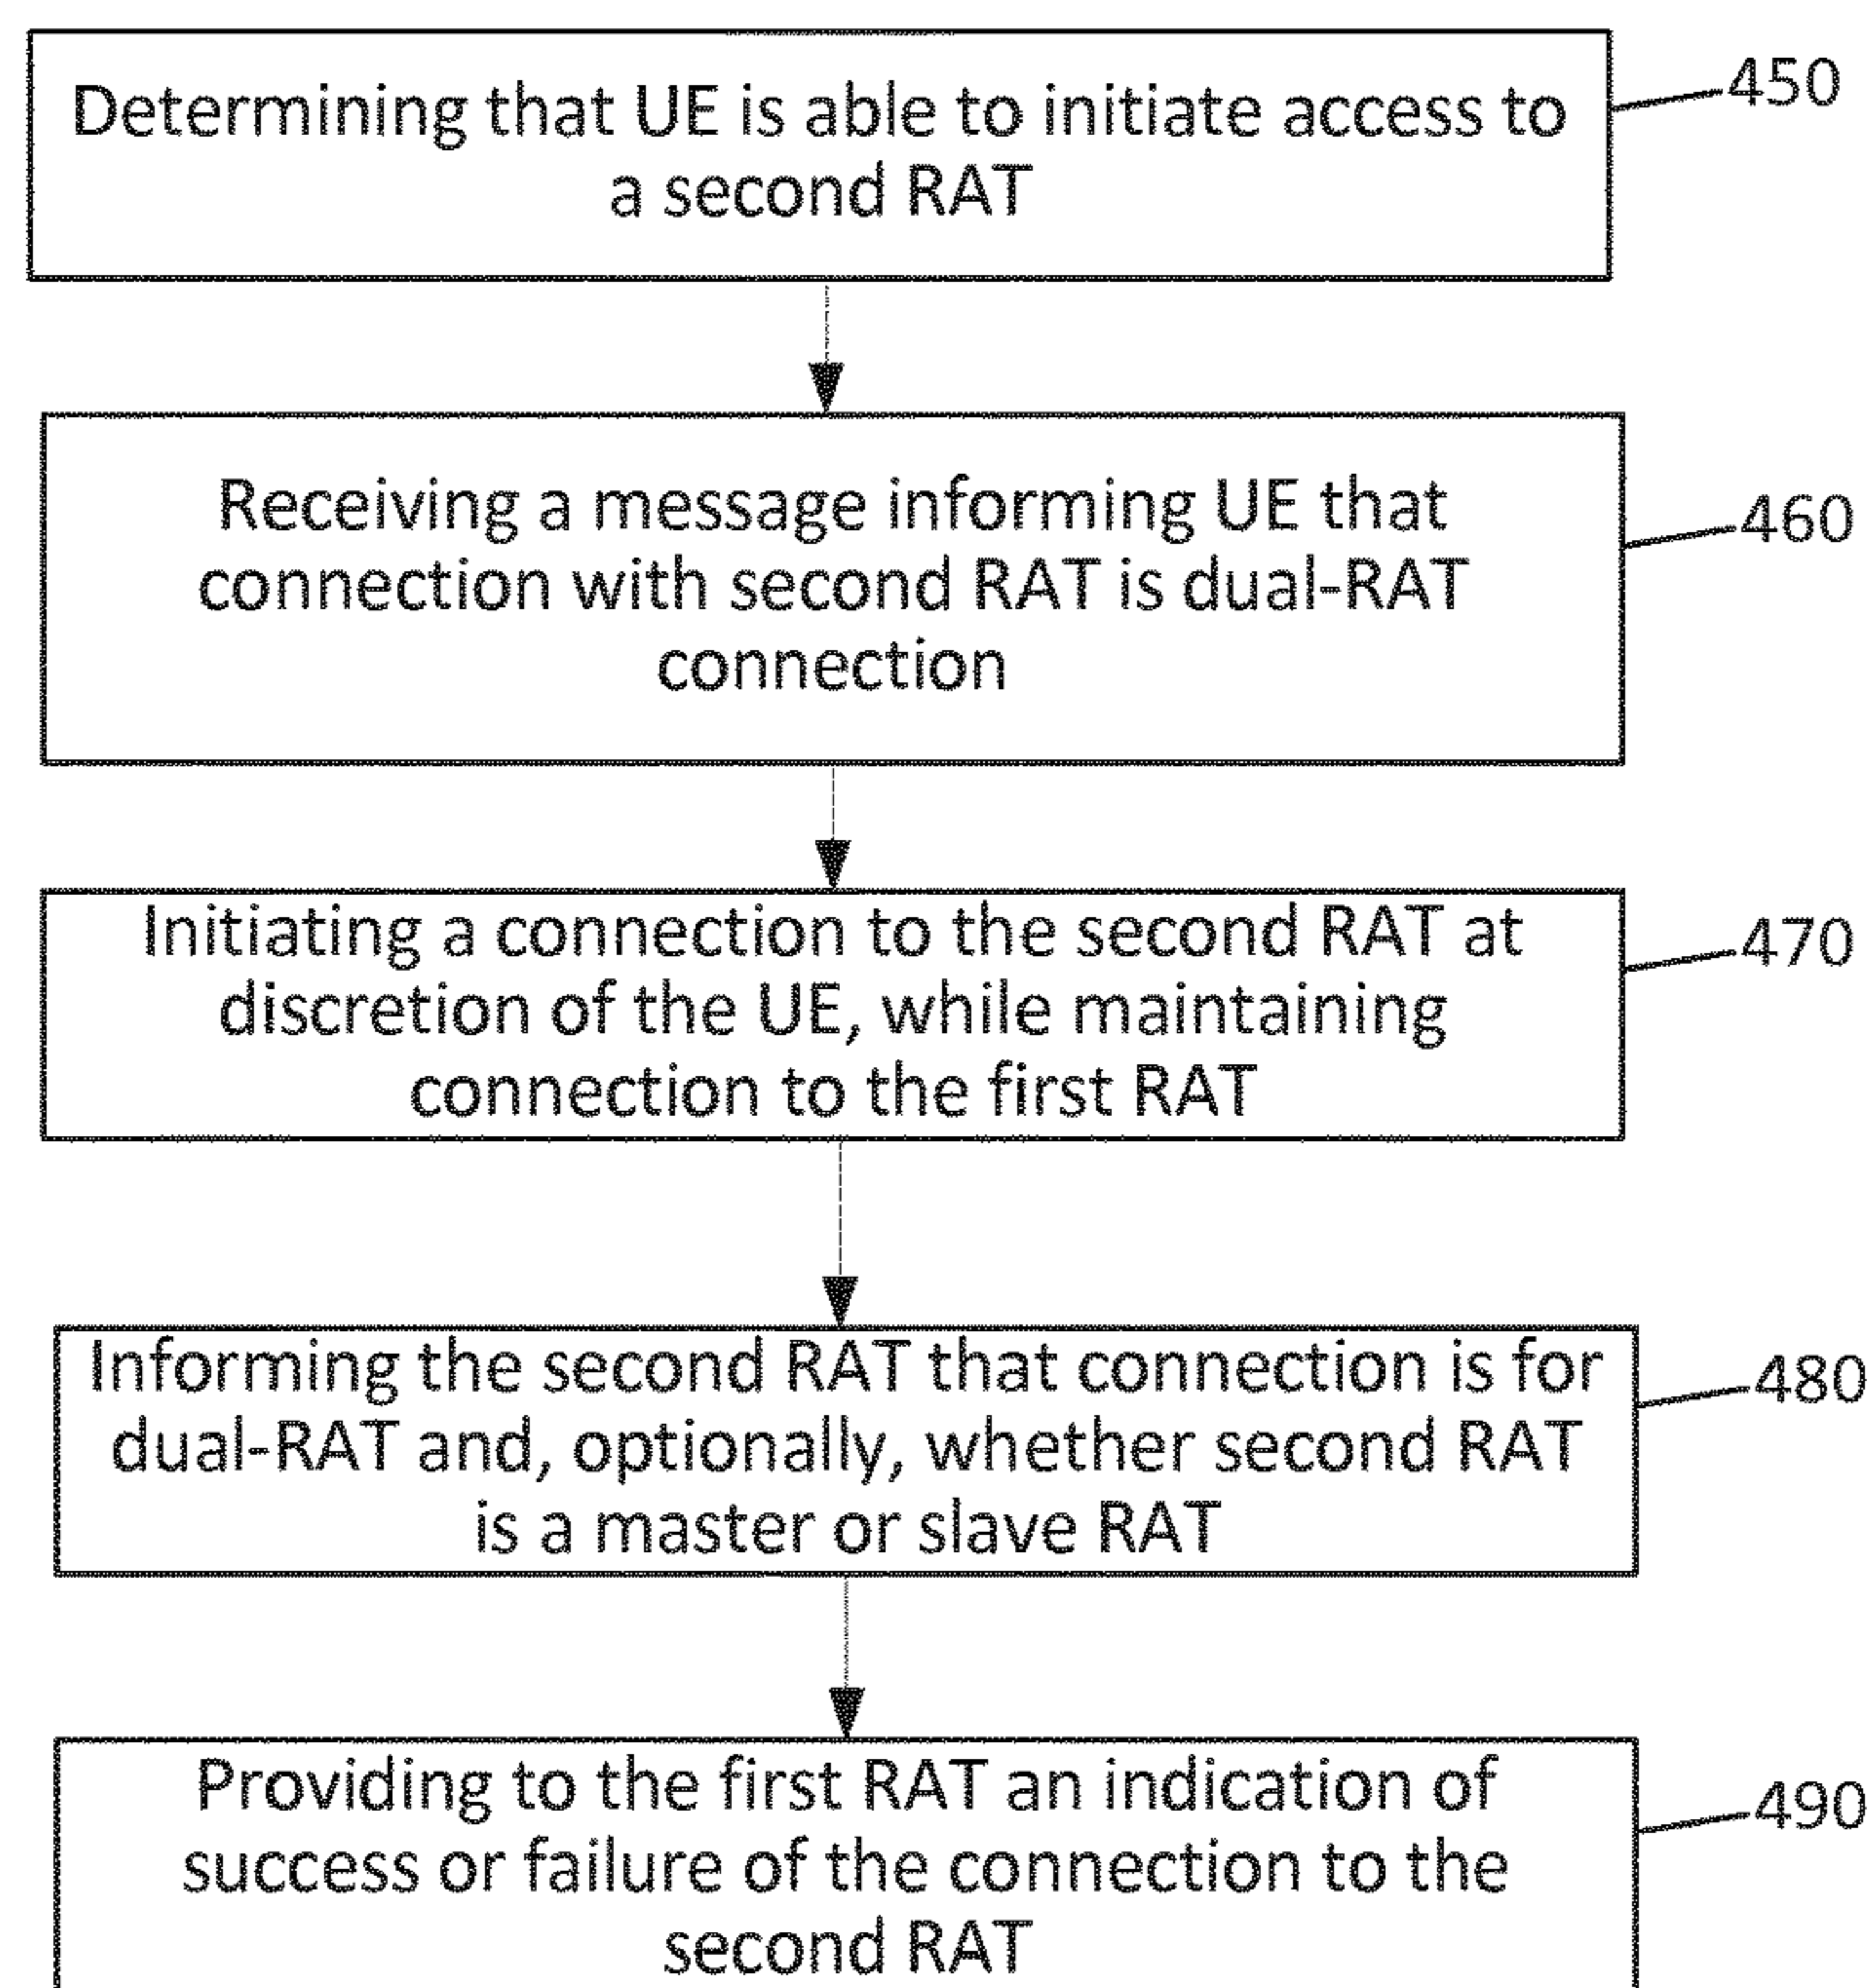 Determining that UE is able to initiate access to
a second RAT
450
Receiving a message informing UE that
connection with second RAT is dual-RAT
connection
460
Initiating a connection to the second RAT at
discretion of the UE, while maintaining
connection to the first RAT
470
Informing the second RAT that connection is for
dual-RAT and, optionally, whether second RAT
is a master or slave RAT
480
Providing to the first RAT an indication of
success or failure of the connection to the
second RAT
490